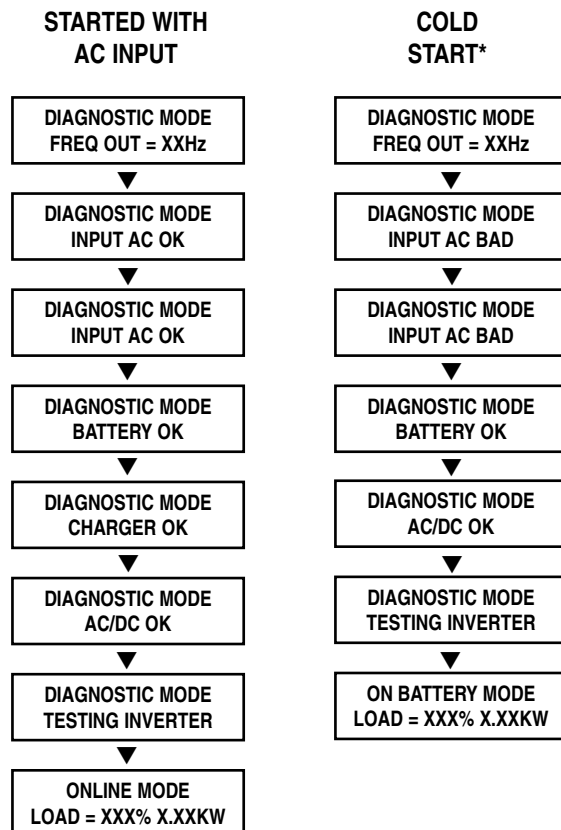 STARTED WITH
AC INPUT
DIAGNOSTIC MODE
FREQ OUT = XXHz
DIAGNOSTIC MODE
INPUT AC OK
DIAGNOSTIC MODE
INPUT AC OK
DIAGNOSTIC MODE
BATTERY OK
DIAGNOSTIC MODE
CHARGER OK
DIAGNOSTIC MODE
AC/DC OK
DIAGNOSTIC MODE
TESTING INVERTER
ONLINE MODE
LOAD = XXX% X.XXKW
COLD
START*
DIAGNOSTIC MODE
FREQ OUT = XXHz
DIAGNOSTIC MODE
INPUT AC BAD
DIAGNOSTIC MODE
INPUT AC BAD
DIAGNOSTIC MODE
BATTERY OK
DIAGNOSTIC MODE
AC/DC OK
DIAGNOSTIC MODE
TESTING INVERTER
ON BATTERY MODE
LOAD = XXX% X.XXKW